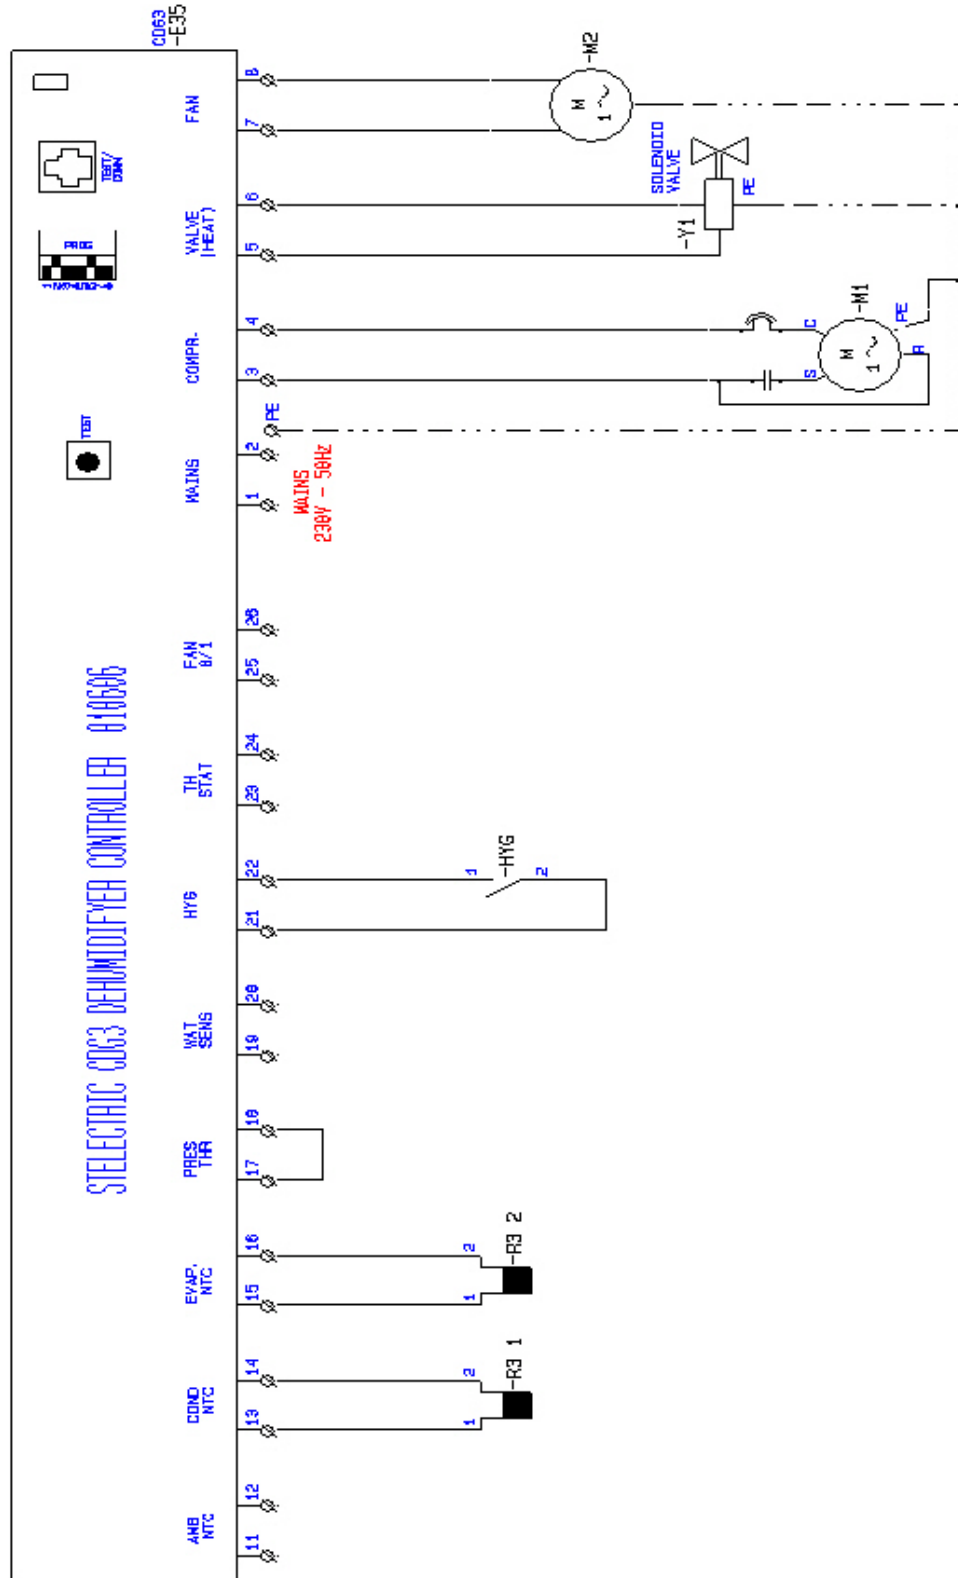 STELECTRIC CDG3 DEHUMIDIFYER CONTROLLER 010606
CDG3
-E35
TEST
PROG
TEST/
COMM
AMB
NTC
COND
NTC
EVAP.
NTC
PRES
THR
WAT
SENS
HYG
TH
STAT
FAN
0/1
MAINS
COMPR.
VALVE
(HEAT)
FAN
11 12 13 14 15 16 17 18 19 20 21 22 23 24 25 26 1 2 PE 3 4 5 6 7 8
MAINS
230V - 50Hz
1 2
-R3 1
1 2
-R3 2
1
-HYG
2
S C
M
1
-M1
R PE
-Y1
SOLENOID
VALVE
PE
M
1
-M2